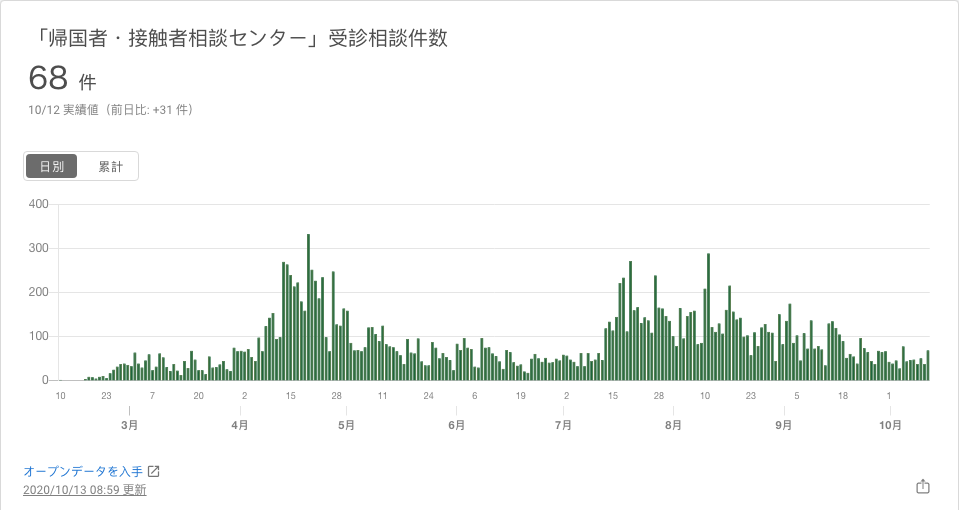 「帰国者・接触者相談センター」受診相談件数
68 件
10/12 実績値（前日比: +31 件）
日別 累計
400
300
200
100
0
10 23 7 20 2 15 28 11 24 6 19 2 15 28 10 23 5 18 1
3月 4月 5月 6月 7月 8月 9月 10月
オープンデータを入手
2020/10/13 08:59 更新